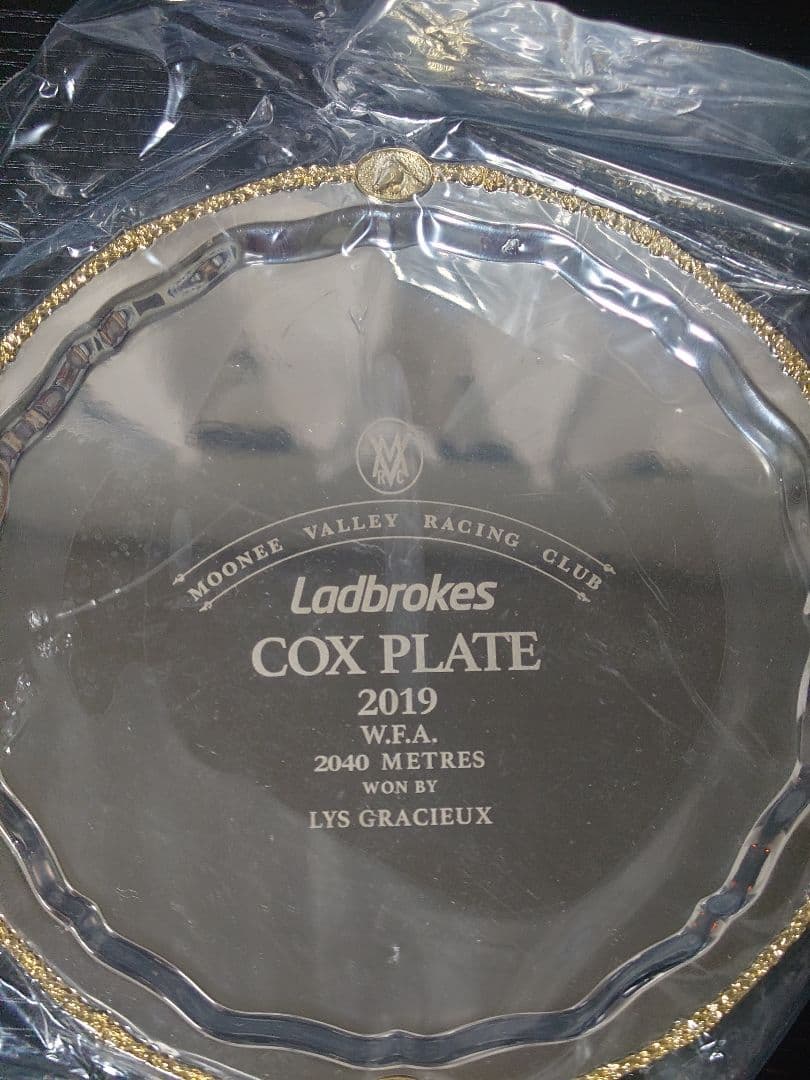 MVRC
MOONEE VALLEY RACING CLUB
Ladbrokes
COX PLATE
2019
W.F.A.
2040 METRES
WON BY
LYS GRACIEUX